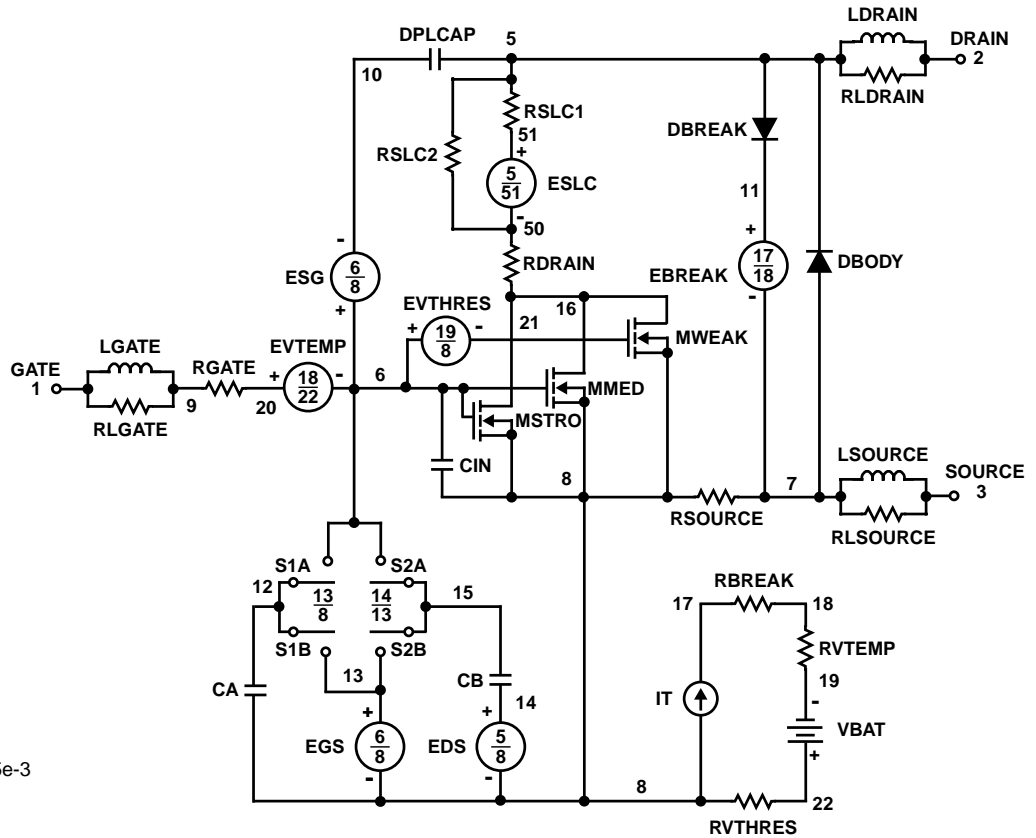 LDRAIN
DPLCAP
5
DRAIN
2
10
RLDRAIN
RSLC1
DBREAK
51
+
RSLC2
5
51
ESLC
11
-
50
+
-
RDRAIN
17
18
EBREAK
DBODY
6
8
ESG
16
-
EVTHRES
+
21
+
19
8
-
MWEAK
LGATE
EVTEMP
GATE
1
RGATE
+
18
22
-
6
MMED
9
20
MSTRO
RLGATE
LSOURCE
CIN
8
7
SOURCE
3
RSOURCE
RLSOURCE
S1A
S2A
12
13
8
14
13
15
RBREAK
17
18
S1B
S2B
RVTEMP
13
CB
19
CA
14
IT
-
+
+
VBAT
EGS
6
8
EDS
5
8
+
-
-
8
22
5e-3
RVTHRES